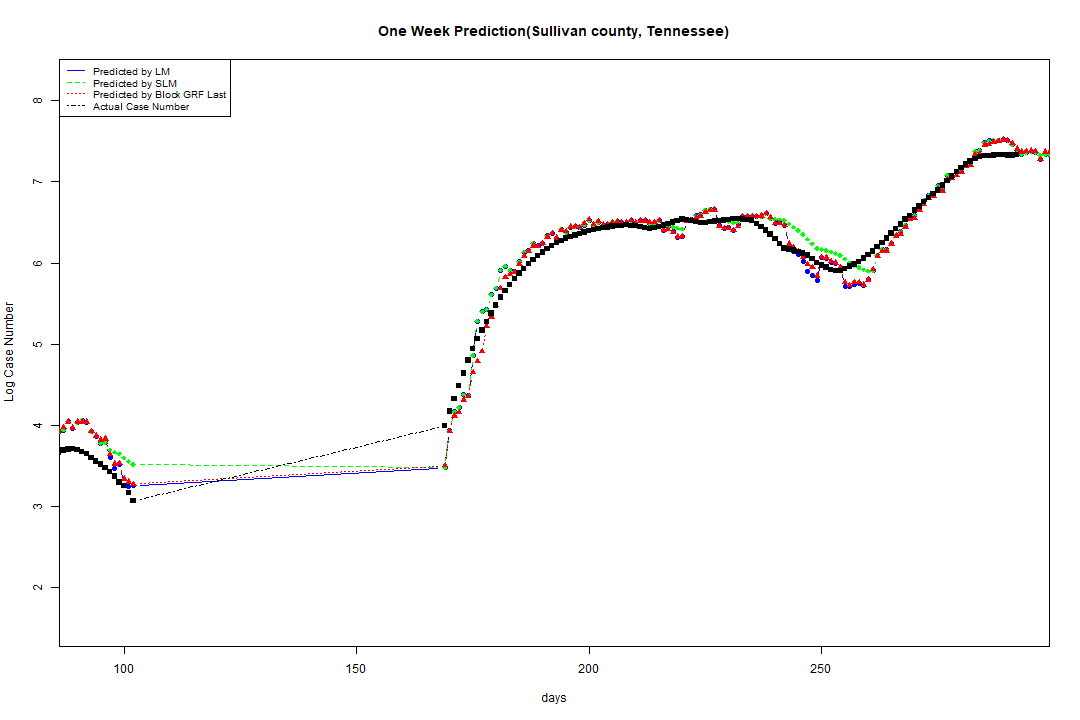 One Week Prediction(Sullivan county, Tennessee)
Predicted by LM
Predicted by SLM
Predicted by Block GRF Last
Actual Case Number
8
7
6
5
4
3
2
Log Case Number
100 150 200 250
days